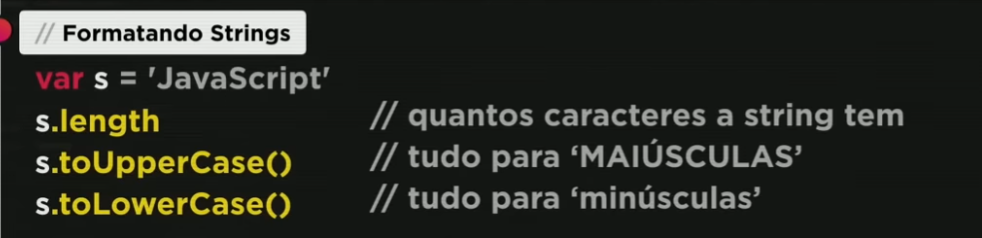 // Formatando Strings
var s = 'JavaScript'
s.length // quantos caracteres a string tem
s.toUpperCase() // tudo para ‘MAIÚSCULAS’
s.toLowerCase() // tudo para ‘minúsculas’